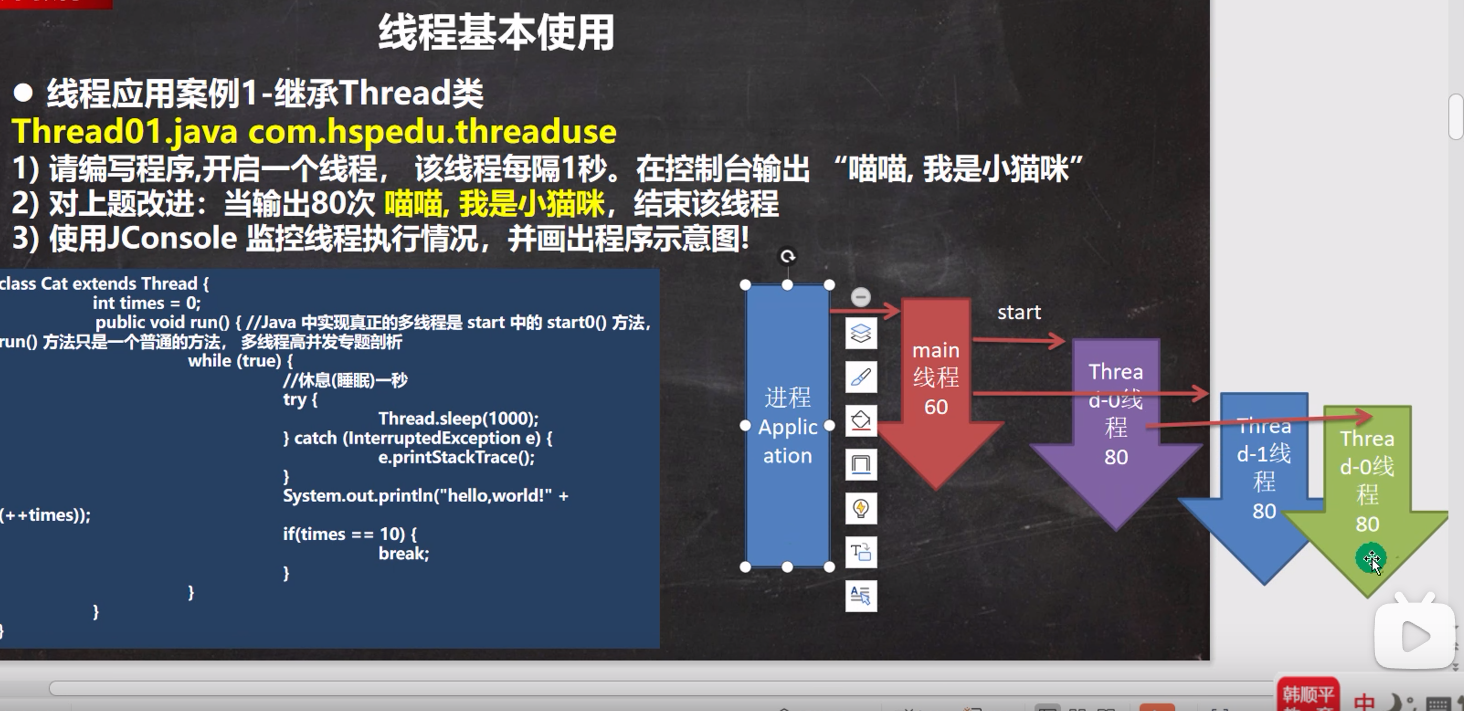 线程基本使用
● 线程应用案例1-继承Thread类
Thread01.java com.hspedu.threaduse
1) 请编写程序,开启一个线程， 该线程每隔1秒。在控制台输出 “喵喵, 我是小猫咪”
2) 对上题改进：当输出80次 喵喵, 我是小猫咪，结束该线程
3) 使用JConsole 监控线程执行情况，并画出程序示意图!
class Cat extends Thread {
int times = 0;
public void run() { //Java 中实现真正的多线程是 start 中的 start0() 方法，
run() 方法只是一个普通的方法， 多线程高并发专题剖析
while (true) {
//休息(睡眠)一秒
try {
Thread.sleep(1000);
} catch (InterruptedException e) {
e.printStackTrace();
}
System.out.println("hello,world!" +
(++times));
if(times == 10) {
break;
}
}
}
}
进程
Applic
ation
main
线程
60
start
Threa
d-0线
程
80
Threa
d-1线
程
80
Threa
d-0线
程
80
韩顺平
中